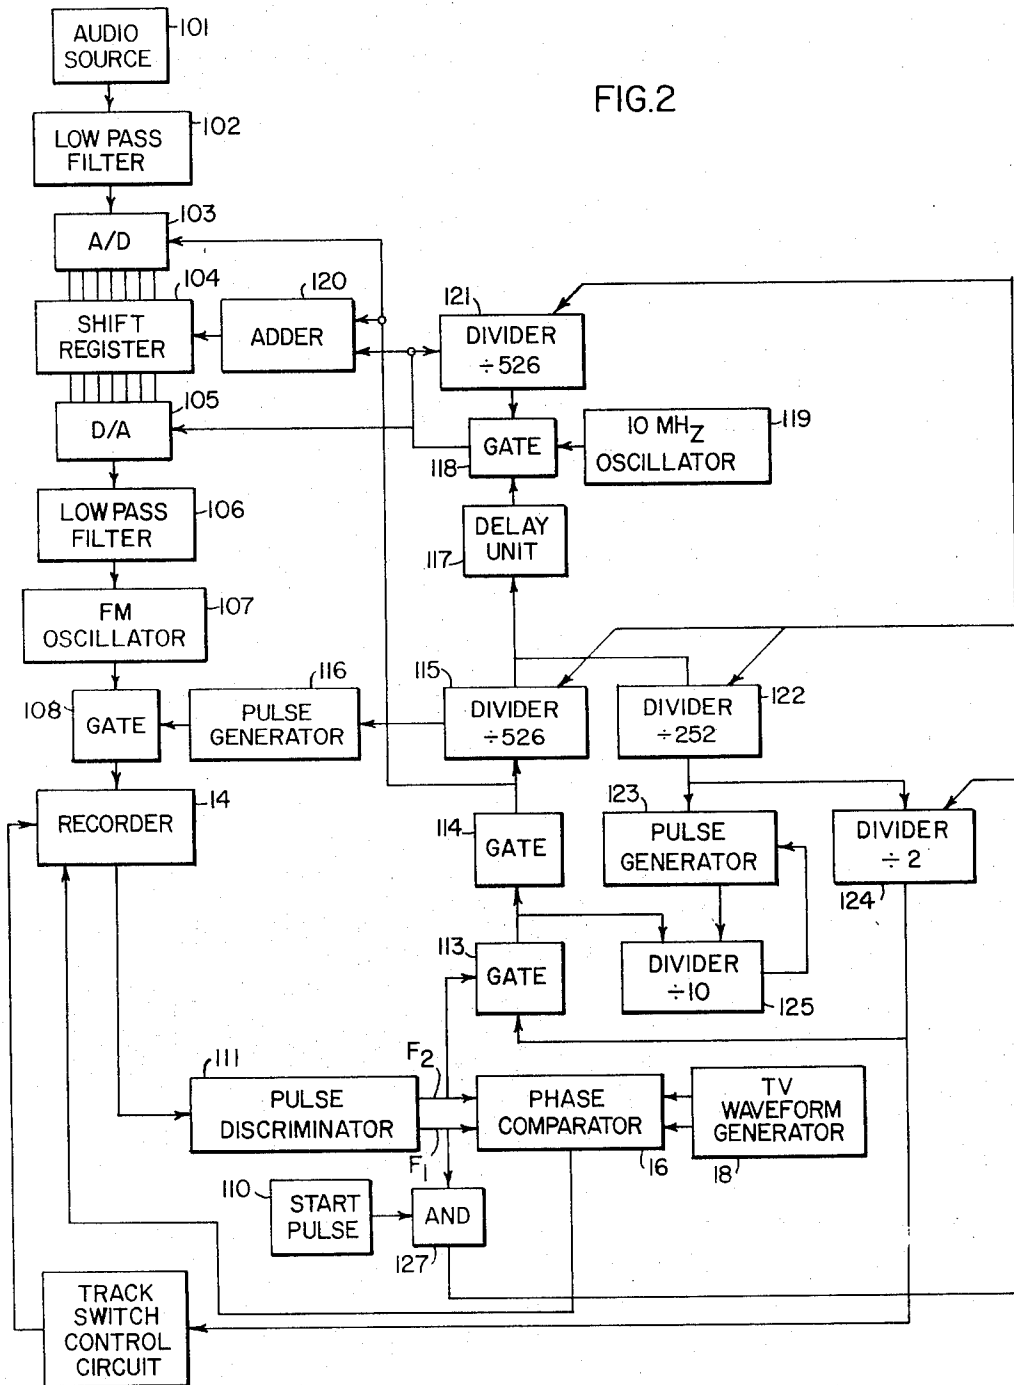 AUDIO
SOURCE
101
FIG.2
LOW PASS
FILTER
102
A/D
103
104
SHIFT
REGISTER
120
ADDER
121
DIVIDER
÷526
105
D/A
GATE
118
10 MHZ
OSCILLATOR
119
LOW PASS
FILTER
106
DELAY
UNIT
117
FM
OSCILLATOR
107
108
GATE
116
PULSE
GENERATOR
115
DIVIDER
÷526
DIVIDER
÷252
122
RECORDER
14
114
GATE
123
PULSE
GENERATOR
DIVIDER
÷2
124
113
GATE
DIVIDER
÷10
125
111
PULSE
DISCRIMINATOR
F2
F1
PHASE
COMPARATOR
16
TV
WAVEFORM
GENERATOR
18
110
START
PULSE
AND
127
TRACK
SWITCH
CONTROL
CIRCUIT